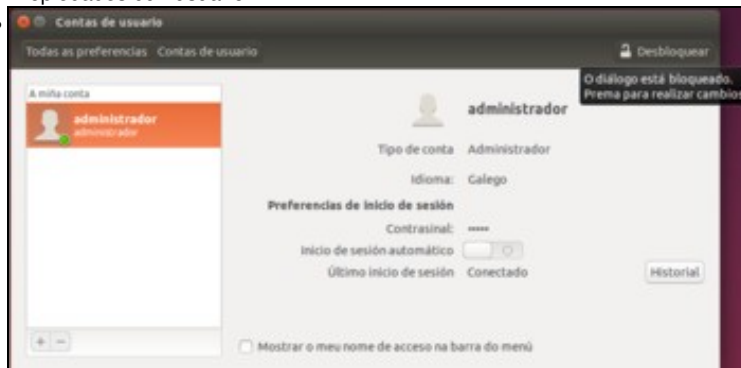 Contas de usuario
Todas as preferencias Contas de usuario
Desbloquear
O diálogo está bloqueado.
Prema para realizar cambios
A miña conta
administrador
administrador
administrador
Tipo de conta Administrador
Idioma: Galego
Preferencias de inicio de sesión
Contrasinal: -----
Inicio de sesión automático
Último inicio de sesión Conectado
Historial
+ -
Mostrar o meu nome de acceso na barra do menú